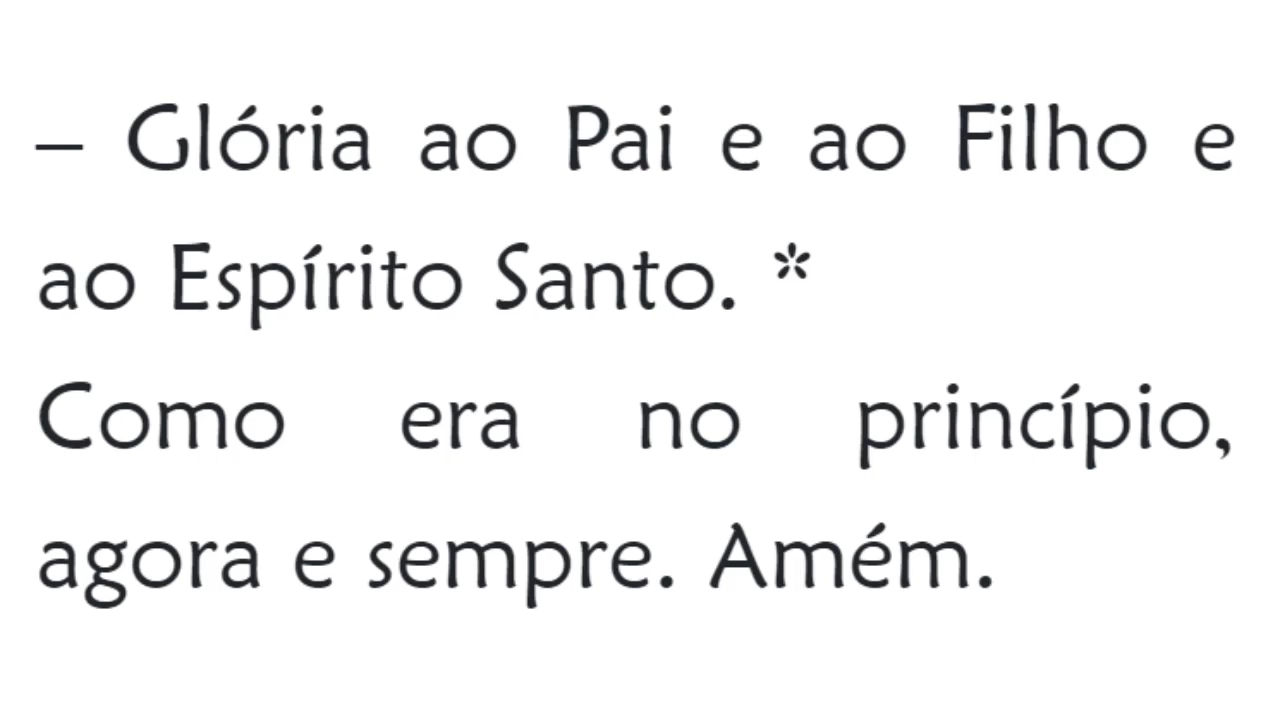 – Glória ao Pai e ao Filho e
ao Espírito Santo. *
Como era no princípio,
agora e sempre. Amém.